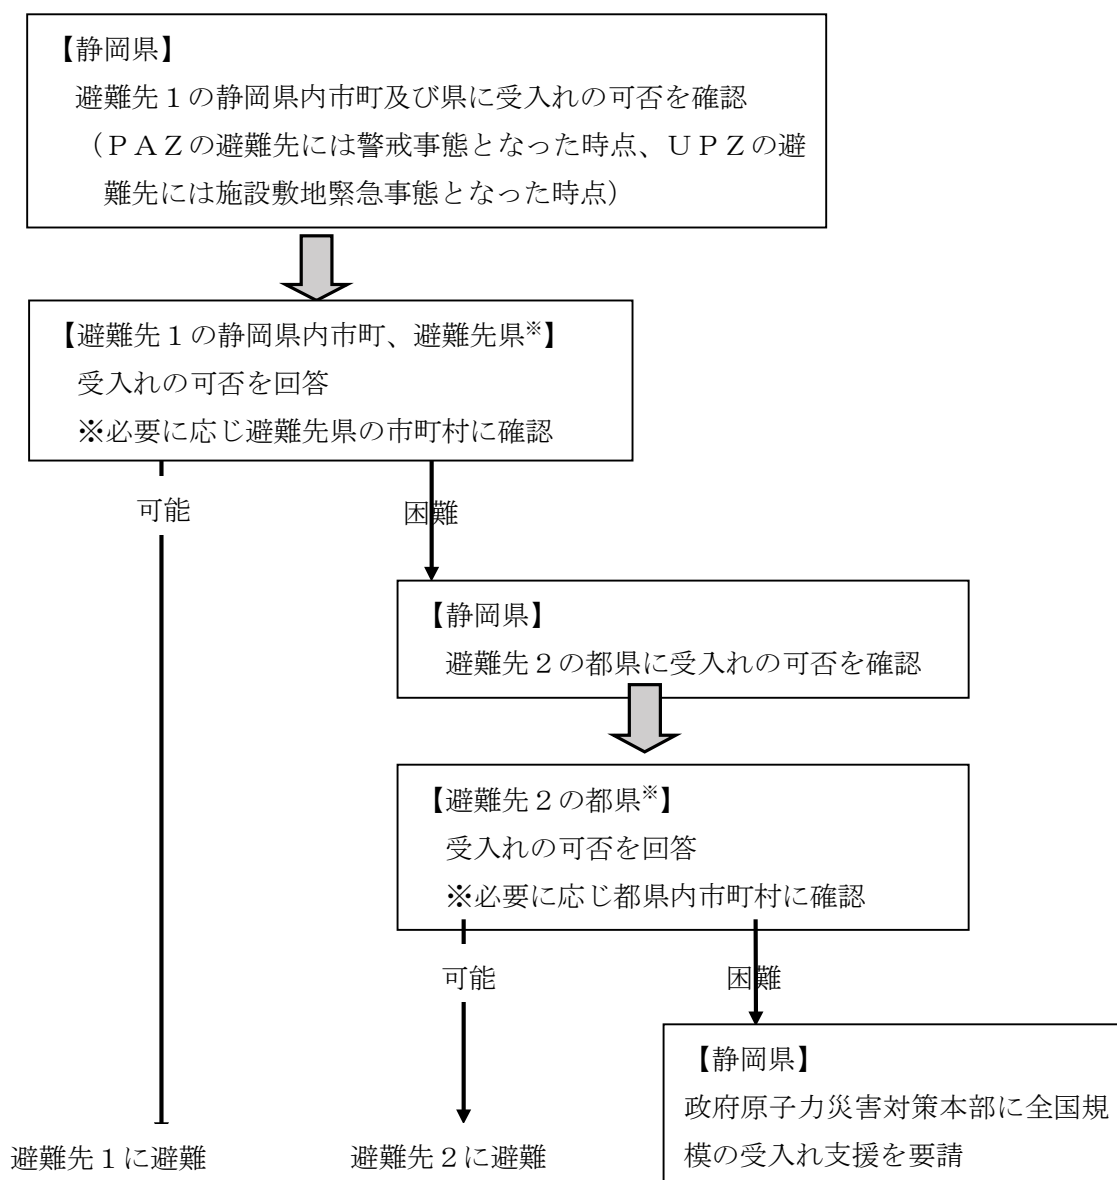 【静岡県】
避難先１の静岡県内市町及び県に受入れの可否を確認
（ＰＡＺの避難先には警戒事態となった時点、ＵＰＺの避
難先には施設敷地緊急事態となった時点）
【避難先１の静岡県内市町、避難先県※】
受入れの可否を回答
※必要に応じ避難先県の市町村に確認
可能
困難
【静岡県】
避難先２の都県に受入れの可否を確認
【避難先２の都県※】
受入れの可否を回答
※必要に応じ都県内市町村に確認
可能
困難
【静岡県】
政府原子力災害対策本部に全国規
模の受入れ支援を要請
避難先１に避難
避難先２に避難